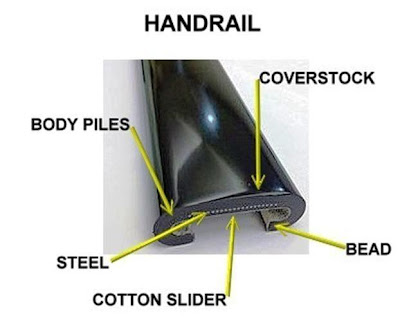 HANDRAIL
COVERSTOCK
BODY PILES
BEAD
STEEL
COTTON SLIDER